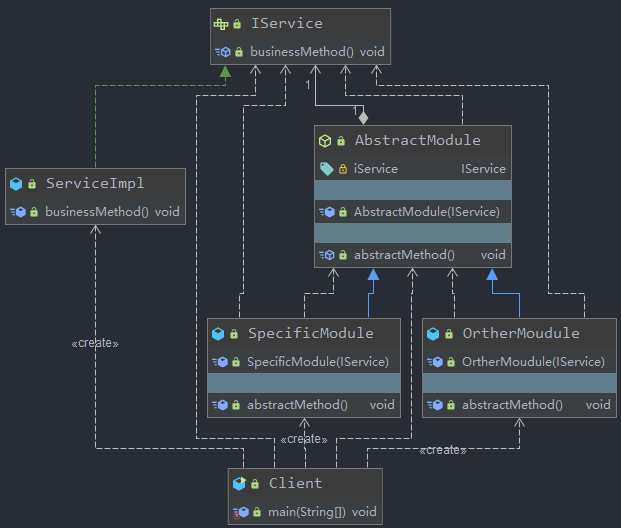 IService
businessMethod() void
1
1
AbstractModule
iService IService
AbstractModule(IService)
abstractMethod() void
ServiceImpl
businessMethod() void
SpecificModule
SpecificModule(IService)
abstractMethod() void
OrtherMoudule
OrtherMoudule(IService)
abstractMethod() void
«create»
«create»
«create»
Client
main(String[]) void